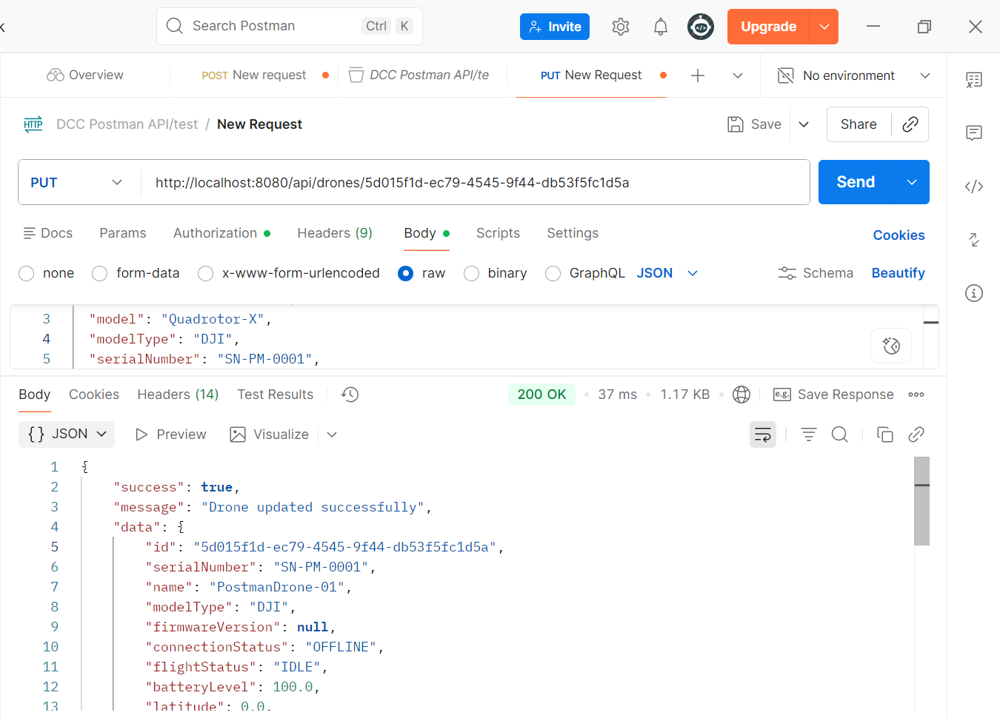 Search Postman Ctrl K Invite Upgrade
Overview POST New request DCC Postman API/te PUT New Request No environment
HTTP DCC Postman API/test / New Request Save Share
PUT http://localhost:8080/api/drones/5d015f1d-ec79-4545-9f44-db53f5fc1d5a Send
Docs Params Authorization Headers (9) Body Scripts Settings Cookies
none form-data x-www-form-urlencoded raw binary GraphQL JSON Schema Beautify
3 "model": "Quadrotor-X",
4 "modelType": "DJI",
5 "serialNumber": "SN-PM-0001",
Body Cookies Headers (14) Test Results 200 OK • 37 ms • 1.17 KB • e.g. Save Response
{} JSON Preview Visualize
1 {
2 "success": true,
3 "message": "Drone updated successfully",
4 "data": {
5 "id": "5d015f1d-ec79-4545-9f44-db53f5fc1d5a",
6 "serialNumber": "SN-PM-0001",
7 "name": "PostmanDrone-01",
8 "modelType": "DJI",
9 "firmwareVersion": null,
10 "connectionStatus": "OFFLINE",
11 "flightStatus": "IDLE",
12 "batteryLevel": 100.0,
13 "latitude": 0.0,